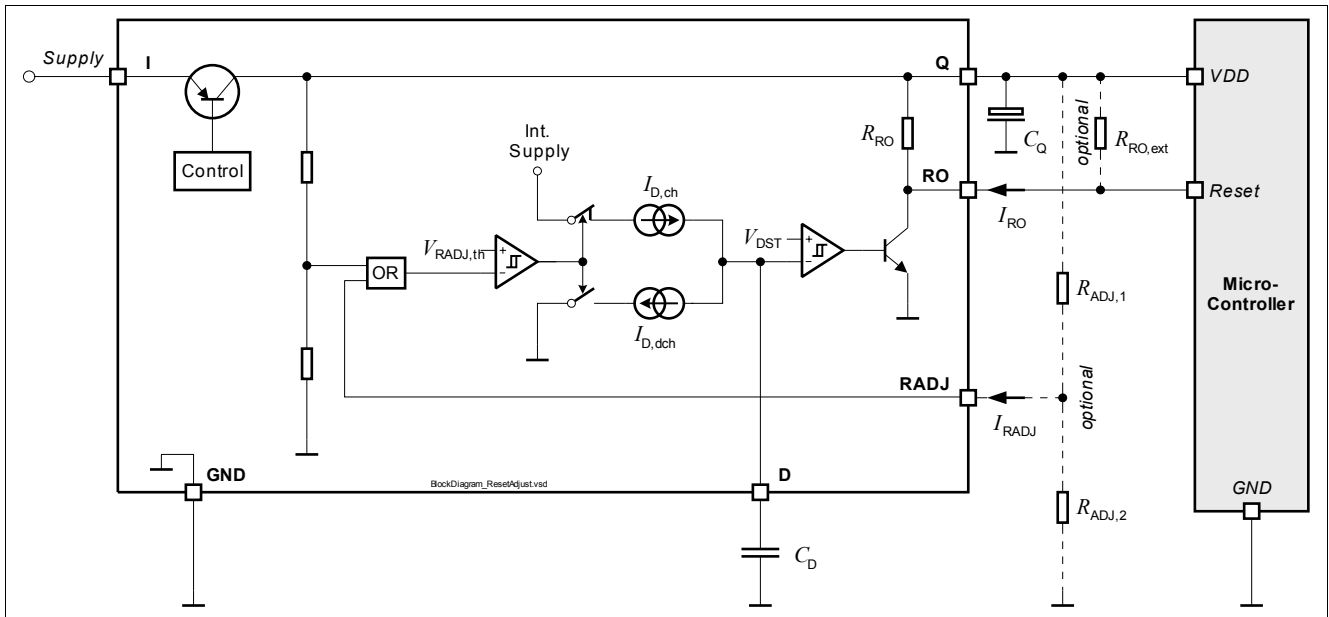 Supply
I
Q
VDD
Control
Int.
Supply
R_RO
C_Q
optional
R_RO,ext
RO
Reset
I_D,ch
I_RO
V_RADJ,th
+
-
OR
V_DST
+
-
I_D,dch
R_ADJ,1
Micro-
Controller
RADJ
I_RADJ
optional
GND
BlockDiagram_ResetAdjust.vsd
D
GND
R_ADJ,2
C_D